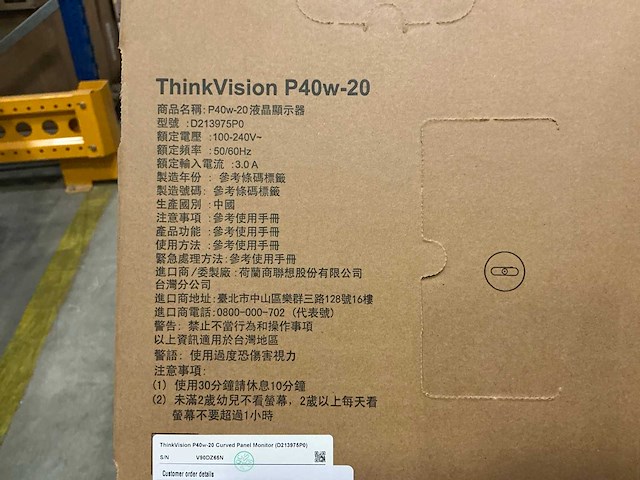 ThinkVision P40w-20
商品名稱: P40w-20 液晶顯示器
型號 :D213975P0
額定電壓 :100-240V~
額定頻率 : 50/60Hz
額定輸入電流 :3.0 A
製造年份 : 參考條碼標籤
製造號碼: 參考條碼標籤
生產國別 :中國
注意事項 :參考使用手冊
產品功能 :參考使用手冊
使用方法 :參考使用手冊
緊急處理方法:參考使用手冊
進口商/委製廠 :荷蘭商聯想股份有限公司
台灣分公司
進口商地址:臺北市中山區樂群三路128號16樓
進口商電話:0800-000-702 (代表號)
警告: 禁止不當行為和操作事項
以上資訊適用於台灣地區
警語: 使用過度恐傷害視力
注意事項:
(1) 使用30分鐘請休息10分鐘
(2) 未滿2歲幼兒不看螢幕，2歲以上每天看
螢幕不要超過1小時
ThinkVision P40w-20 Curved Panel Monitor (D213975P0)
S/N V90DZ65N
Customer order details